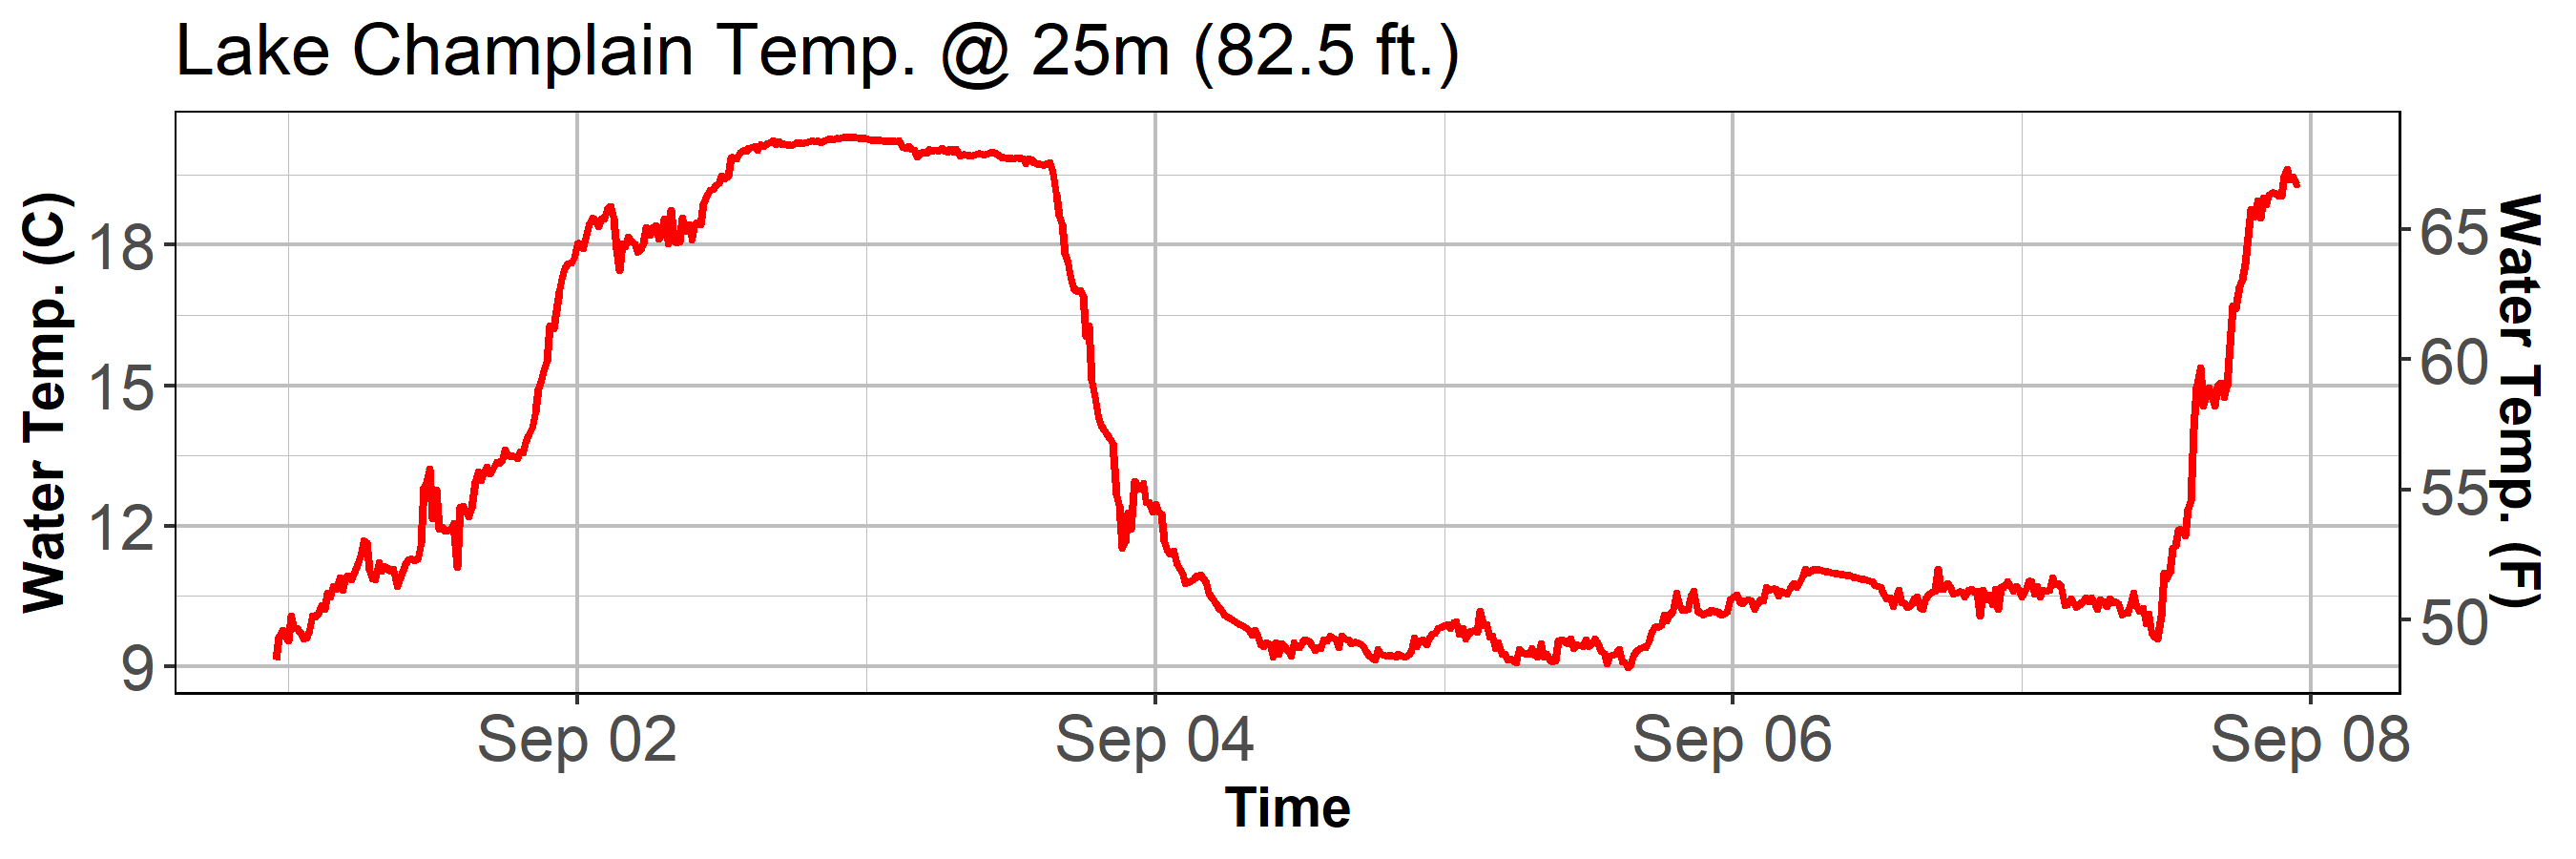 Lake Champlain Temp. @ 25m (82.5 ft.)
Water Temp. (C)
18
15
12
9
65
60
55
50
Water Temp. (F)
Sep 02
Sep 04
Sep 06
Sep 08
Time